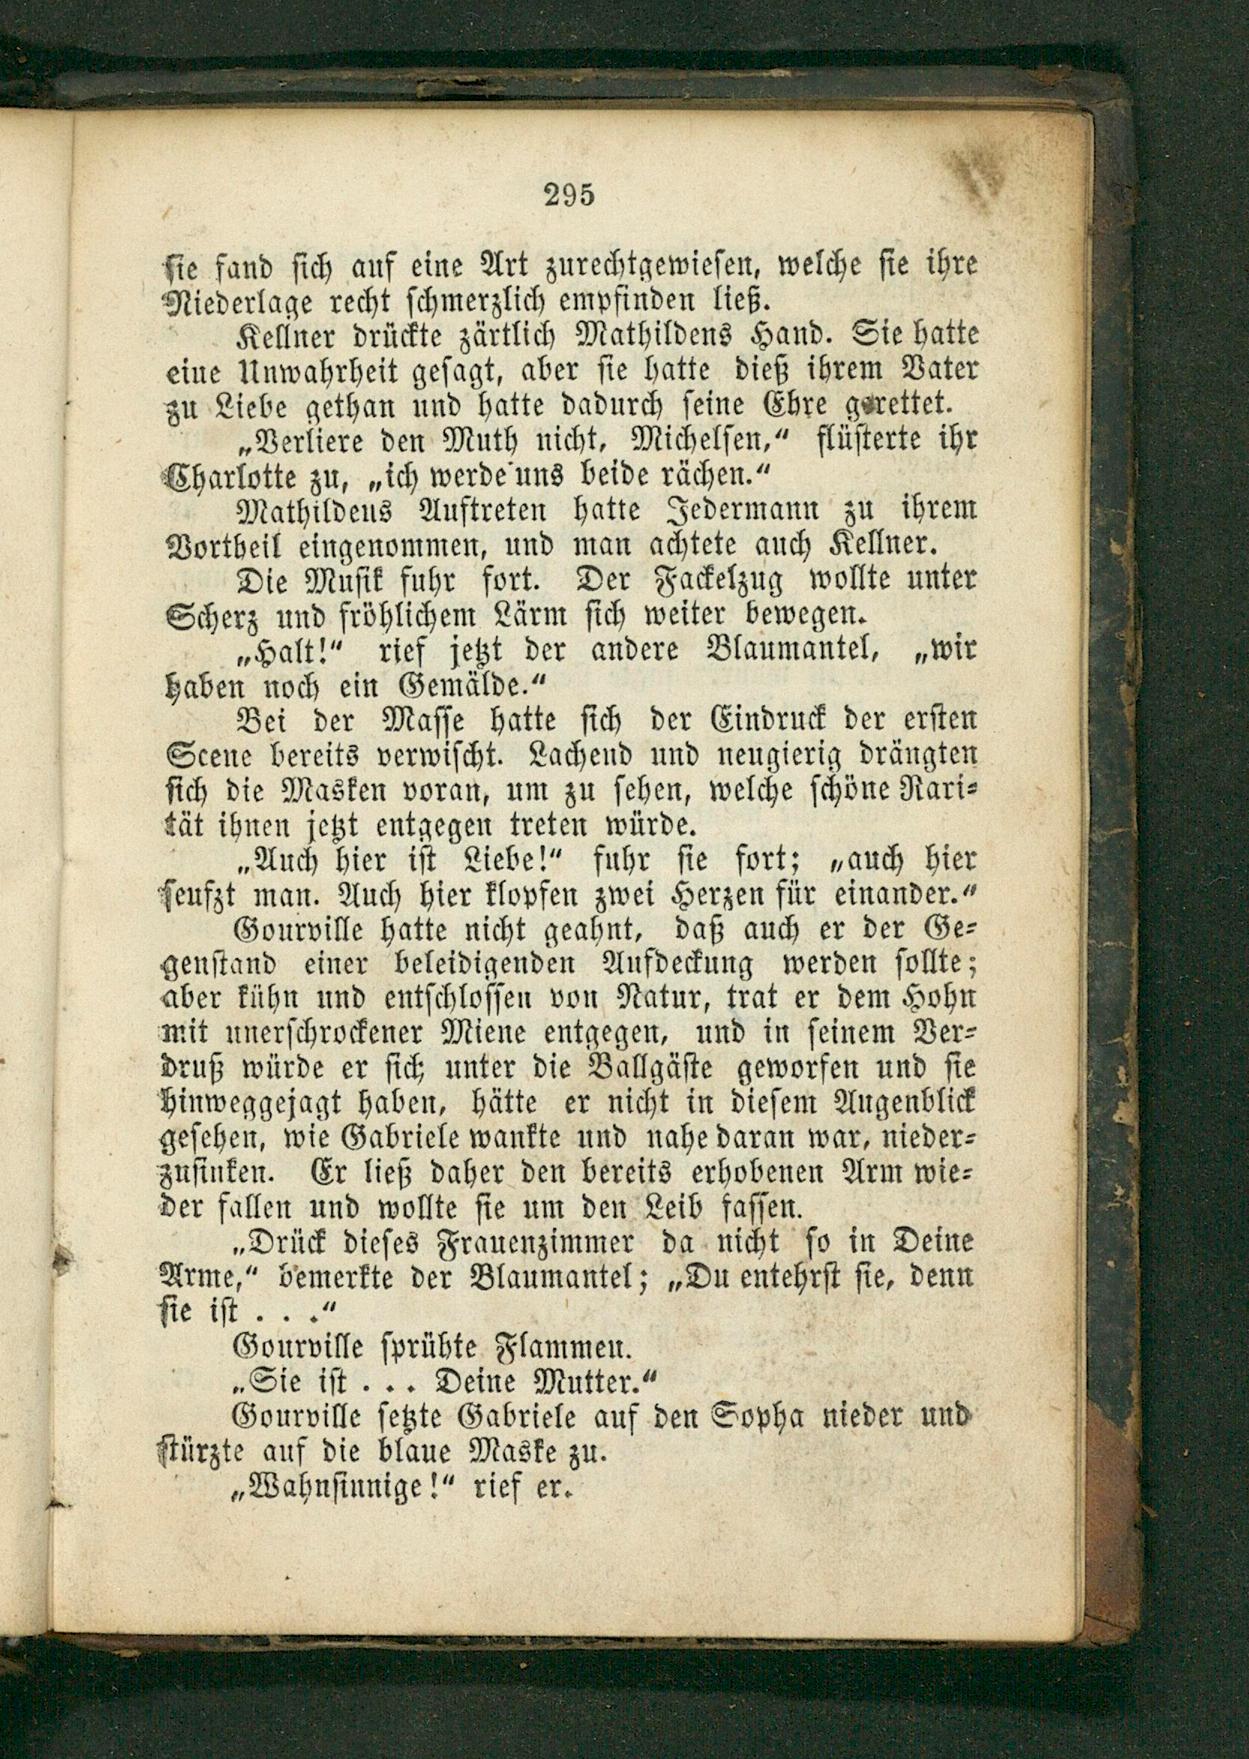 295
sie fand sich auf eine Art zurechtgewiesen, welche sie ihre
Niederlage recht schmerzlich empfinden ließ.
Kellner drückte zärtlich Mathildens Hand. Sie hatte
eine Unwahrheit gesagt, aber sie hatte dieß ihrem Vater
zu Liebe gethan und hatte dadurch seine Ehre gerettet.
„Verliere den Muth nicht, Michelsen,“ flüsterte ihr
Charlotte zu, „ich werde uns beide rächen.“
Mathildens Auftreten hatte Jedermann zu ihrem
Vortheil eingenommen, und man achtete auch Kellner.
Die Musik fuhr fort. Der Fackelzug wollte unter
Scherz und fröhlichem Lärm sich weiter bewegen.
„Halt!“ rief jetzt der andere Blaumantel, „wir
haben noch ein Gemälde.“
Bei der Masse hatte sich der Eindruck der ersten
Scene bereits verwischt. Lachend und neugierig drängten
sich die Masken voran, um zu sehen, welche schöne Rari-
tät ihnen jetzt entgegen treten würde.
„Auch hier ist Liebe!“ fuhr sie fort; „auch hier
seufzt man. Auch hier klopfen zwei Herzen für einander.“
Gourville hatte nicht geahnt, daß auch er der Ge-
genstand einer beleidigenden Aufdeckung werden sollte;
aber kühn und entschlossen von Natur, trat er dem Hohn
mit unerschrockener Miene entgegen, und in seinem Ver-
druß würde er sich unter die Ballgäste geworfen und sie
hinweggejagt haben, hätte er nicht in diesem Augenblick
gesehen, wie Gabriele wankte und nahe daran war, nieder-
zusinken. Er ließ daher den bereits erhobenen Arm wie-
der fallen und wollte sie um den Leib fassen.
„Drück dieses Frauenzimmer da nicht so in Deine
Arme,“ bemerkte der Blaumantel; „Du entehrst sie, denn
sie ist . . .“
Gourville sprühte Flammen.
„Sie ist . . . Deine Mutter.“
Gourville setzte Gabriele auf den Sopha nieder und
stürzte auf die blaue Maske zu.
„Wahnsinnige!“ rief er.